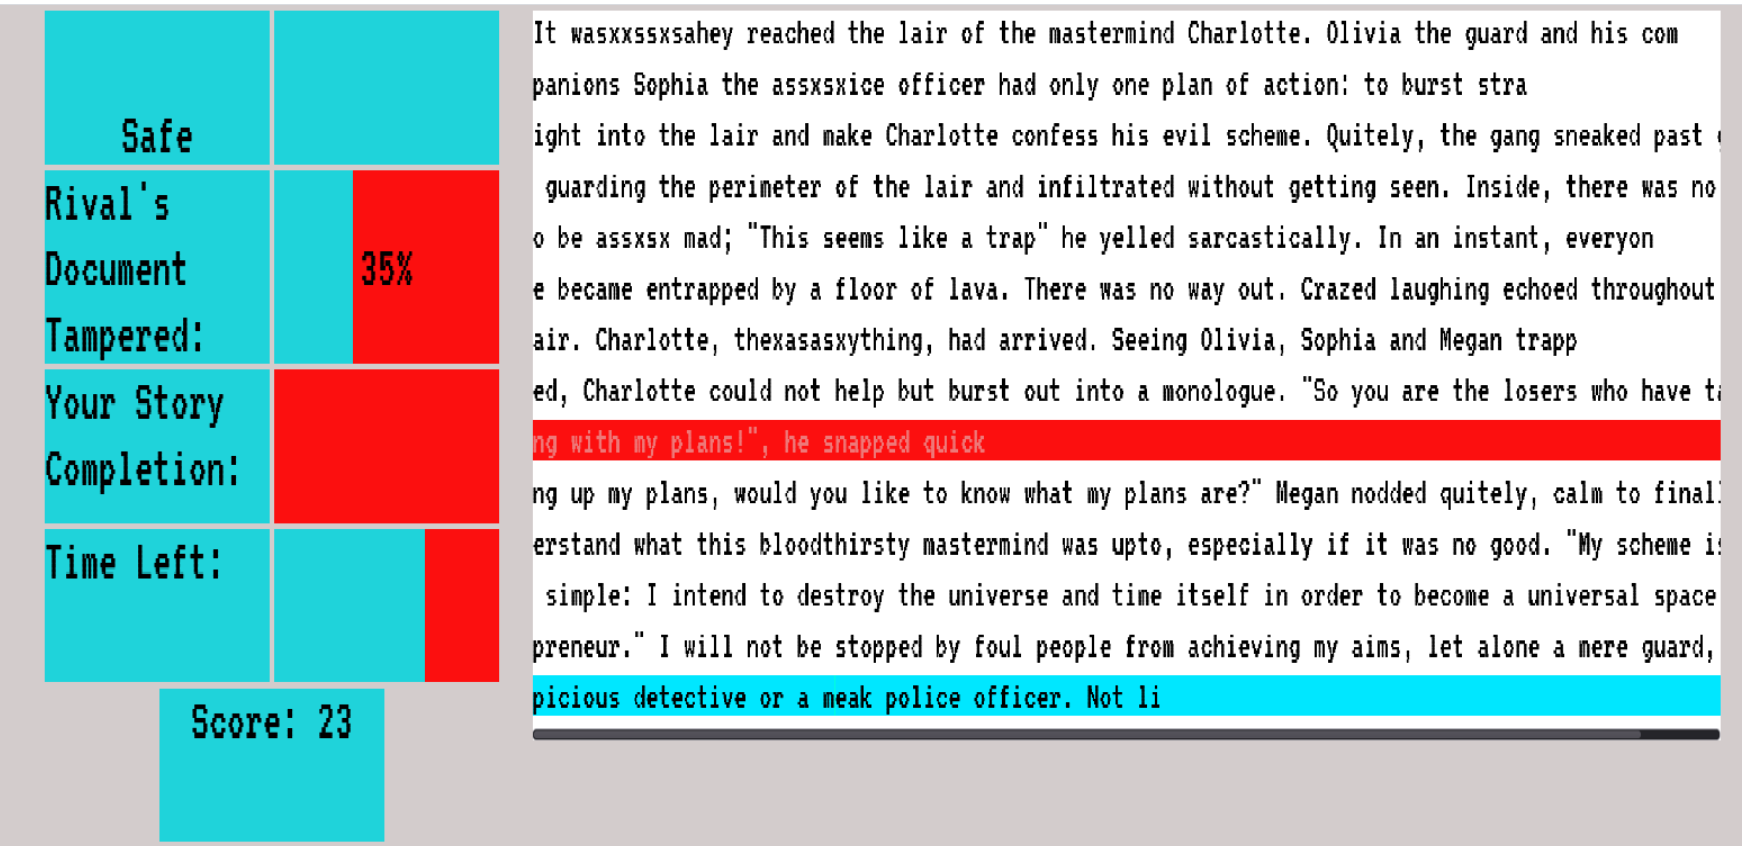 Safe
Rival's
Document
Tampered:
35%
Your Story
Completion:
Time Left:
Score: 23
It wasxxssxsahey reached the lair of the mastermind Charlotte. Olivia the guard and his com
panions Sophia the assxsxice officer had only one plan of action: to burst stra
ight into the lair and make Charlotte confess his evil scheme. Quitely, the gang sneaked past
guarding the perimeter of the lair and infiltrated without getting seen. Inside, there was no
o be assxsx mad; "This seems like a trap" he yelled sarcastically. In an instant, everyon
e became entrapped by a floor of lava. There was no way out. Crazed laughing echoed throughout
air. Charlotte, thexasasxything, had arrived. Seeing Olivia, Sophia and Megan trapp
ed, Charlotte could not help but burst out into a monologue. "So you are the losers who have
ng with my plans!", he snapped quick
ng up my plans, would you like to know what my plans are?" Megan nodded quitely, calm to finall
erstand what this bloodthirsty mastermind was upto, especially if it was no good. "My scheme is
simple: I intend to destroy the universe and time itself in order to become a universal space
preneur." I will not be stopped by foul people from achieving my aims, let alone a mere guard,
picious detective or a meak police officer. Not li